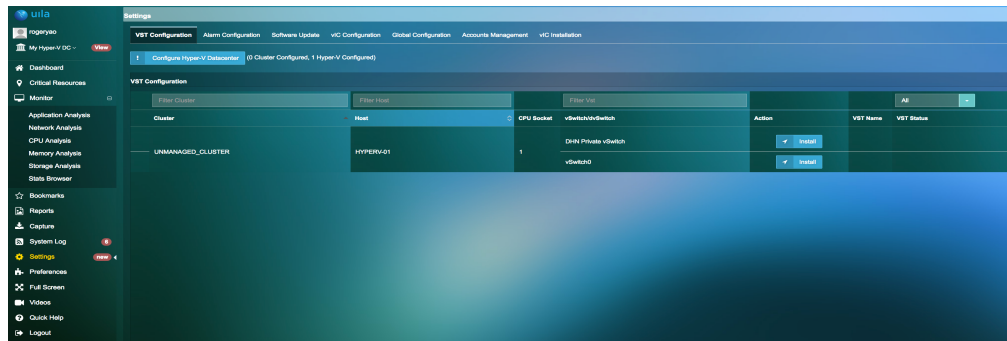 uila
Settings
rogeryao
My Hyper-V DC View
VST Configuration Alarm Configuration Software Update vIC Configuration Global Configuration Accounts Management vIC Installation
! Configure Hyper-V Datacenter (0 Cluster Configured, 1 Hyper-V Configured)
VST Configuration
Filter Cluster Filter Host Filter Vst All
Cluster Host CPU Socket vSwitch/dvSwitch Action VST Name VST Status
UNMANAGED_CLUSTER HYPERV-01 1
DHN Private vSwitch Install
vSwitch0 Install
Dashboard
Critical Resources
Monitor
Application Analysis
Network Analysis
CPU Analysis
Memory Analysis
Storage Analysis
Stats Browser
Bookmarks
Reports
Capture
System Log
Settings new
Preferences
Full Screen
Videos
Quick Help
Logout